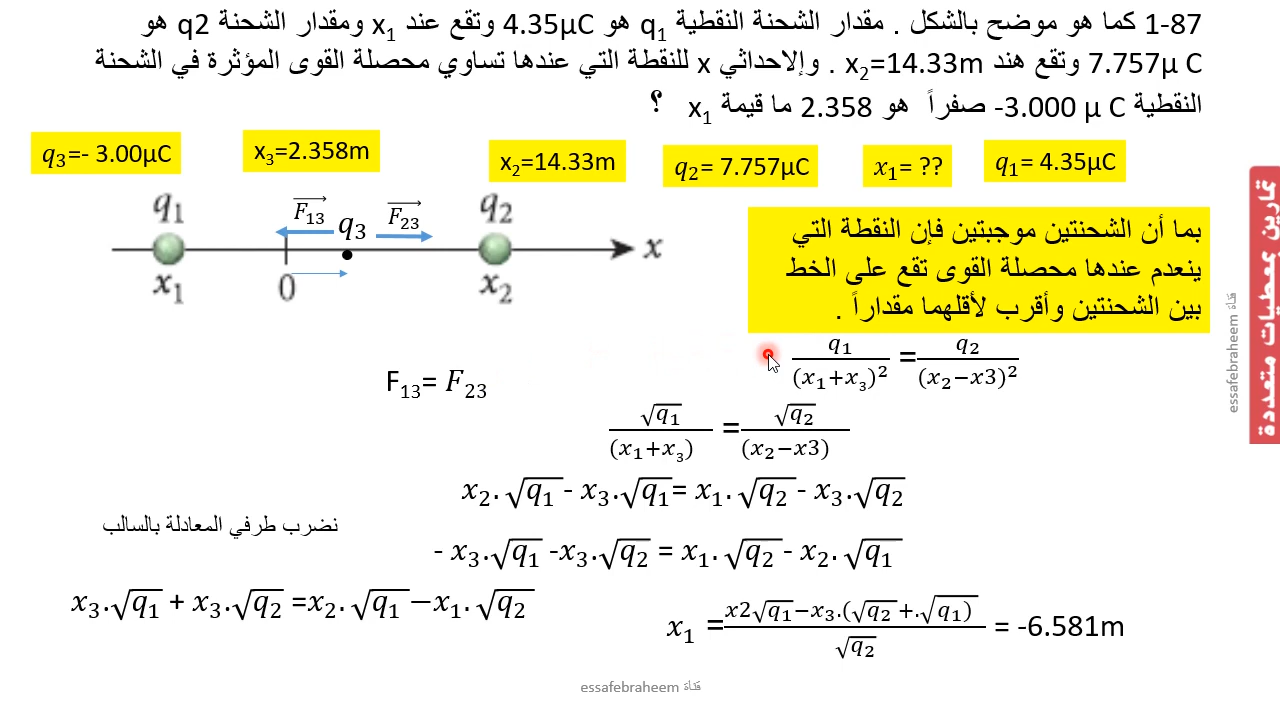 1-87 كما هو موضح بالشكل . مقدار الشحنة النقطية q₁ هو 4.35μC وتقع عند x₁ ومقدار الشحنة q2 هو
7.757μ C وتقع هند x₂=14.33m . وإلاحداثي x للنقطة التي عندها تساوي محصلة القوى المؤثرة في الشحنة
النقطية -3.000 μ C صفراً هو 2.358 ما قيمة x₁ ؟
q₃=- 3.00μC
x₃=2.358m
x₂=14.33m
q₂= 7.757μC
x₁= ??
q₁= 4.35μC
q₁
F₁₃
q₃
F₂₃
q₂
x
x₁
0
x₂
بما أن الشحنتين موجبتين فإن النقطة التي
ينعدم عندها محصلة القوى تقع على الخط
بين الشحنتين وأقرب لأقلهما مقداراً .
q₁/(x₁+x₃)² =q₂/(x₂−x3)²
F₁₃= F₂₃
√q₁/(x₁+x₃) =√q₂/(x₂−x3)
x₂.√q₁ - x₃.√q₁= x₁.√q₂- x₃.√q₂
نضرب طرفي المعادلة بالسالب
- x₃.√q₁ -x₃.√q₂ = x₁.√q₂- x₂.√q₁
x₃.√q₁ + x₃.√q₂ =x₂.√q₁ −x₁.√q₂
x₁ =x2√q₁−x₃.(√q₂+.√q₁)/√q₂ = -6.581m
تمارين بمعطيات متعددة
قناة essafebraheem
قناة essafebraheem